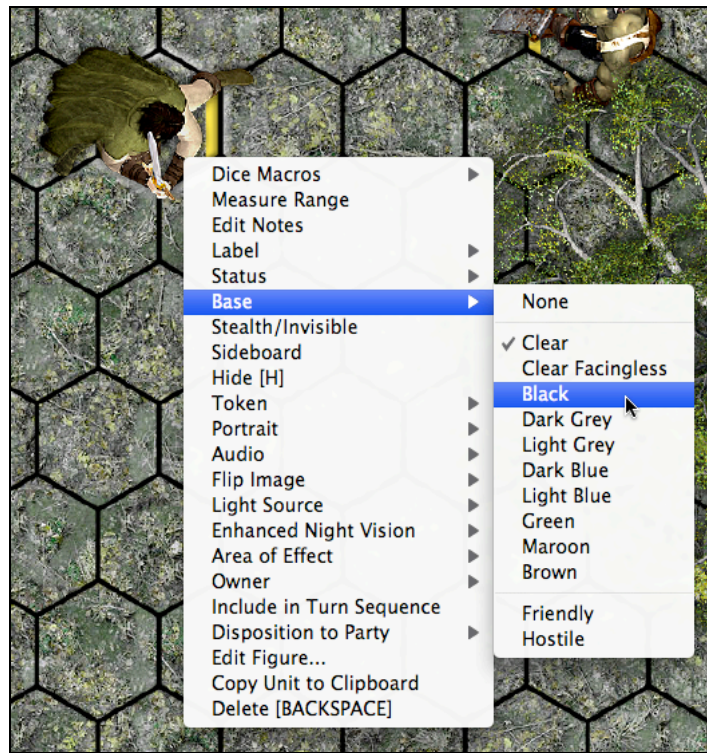 Dice Macros
Measure Range
Edit Notes
Label
Status
Base
Stealth/Invisible
Sideboard
Hide [H]
Token
Portrait
Audio
Flip Image
Light Source
Enhanced Night Vision
Area of Effect
Owner
Include in Turn Sequence
Disposition to Party
Edit Figure...
Copy Unit to Clipboard
Delete [BACKSPACE]
None
Clear
Clear Facingless
Black
Dark Grey
Light Grey
Dark Blue
Light Blue
Green
Maroon
Brown
Friendly
Hostile